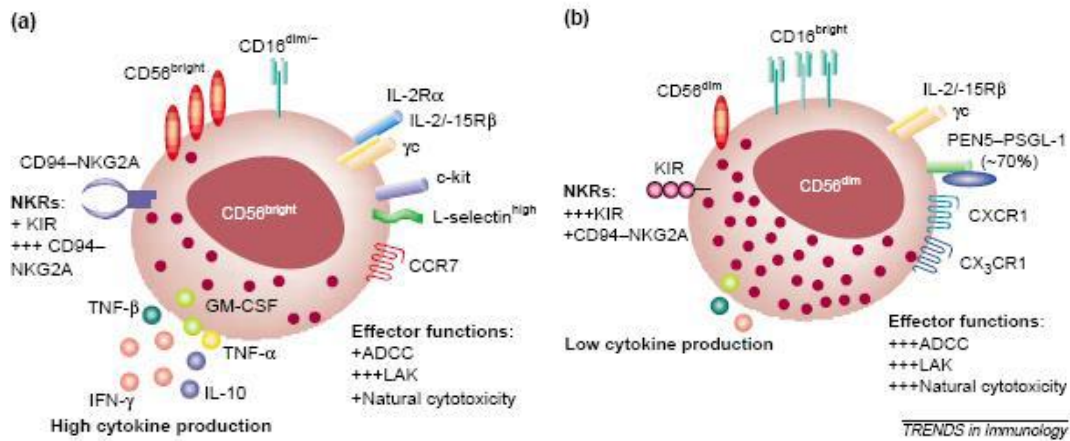 (a)
CD16dim/–
CD56bright
IL-2Rα
IL-2/-15Rβ
γc
CD94–NKG2A
c-kit
NKRs:
+ KIR
+++ CD94–
NKG2A
CD56bright
L-selectinhigh
CCR7
TNF-β
GM-CSF
TNF-α
IFN-γ
IL-10
High cytokine production
Effector functions:
+ADCC
+++LAK
+Natural cytotoxicity
(b)
CD16bright
CD56dim
IL-2/-15Rβ
γc
PEN5–PSGL-1
(~70%)
KIR
NKRs:
+++KIR
+CD94–NKG2A
CD56dim
CXCR1
CX3CR1
Low cytokine production
Effector functions:
+++ADCC
+++LAK
+++Natural cytotoxicity
TRENDS in Immunology